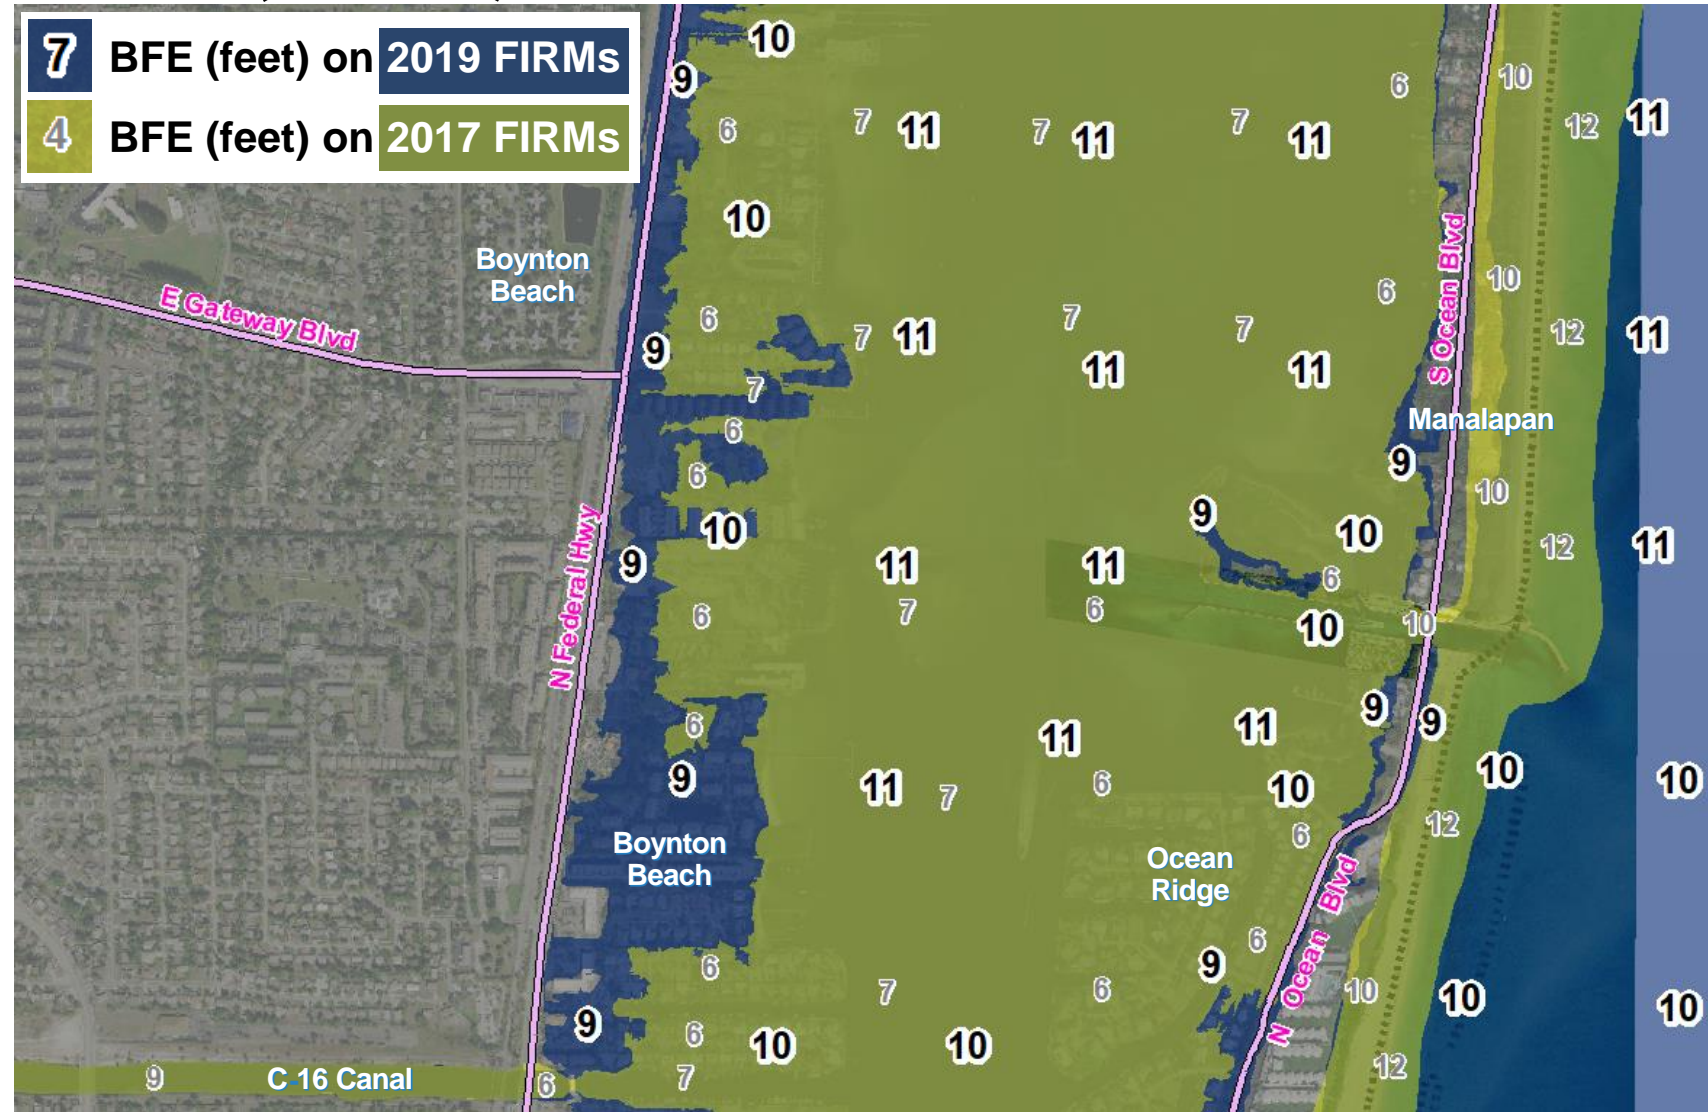 7 BFE (feet) on 2019 FIRMs
4 BFE (feet) on 2017 FIRMs
10
9
6 10
6 7 11 7 11 7 11 12 11
10
Boynton
Beach
S Ocean Blvd
6 10
E Gateway Blvd
6 7 11 7 7 12 11
9 11 11
7
Manalapan
6
6 9 10
9 10 10
N Federal Hwy
9 11 11 12 11
6
6 7 6 10 10
6 11 11 9 9
9 11 7 6 10 10 10
6 12
Boynton
Beach
Ocean
Ridge
N Ocean Blvd
6
6 9
7 6 10 10 10
9 6 10 10
9 C-16 Canal 6 7 12